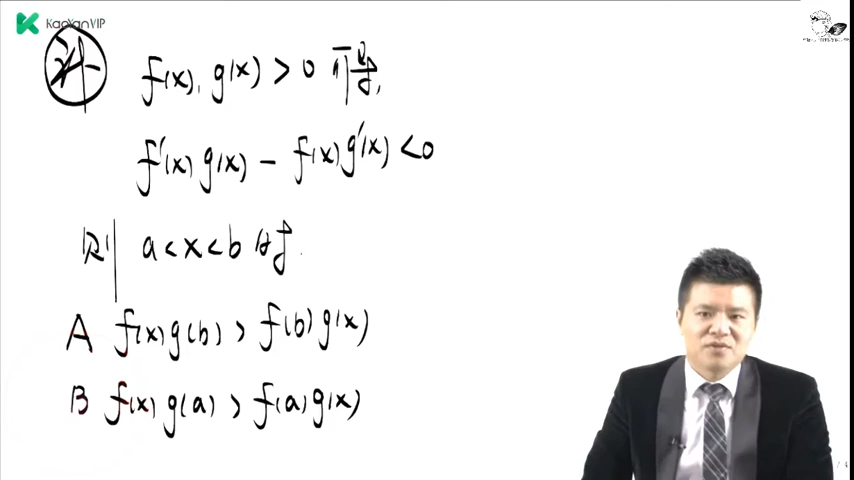 KaoYanVIP
补 f(x), g(x) > 0 可导,
f'(x)g(x) - f(x)g'(x) < 0
则 a < x < b 时
A f(x)g(b) > f(b)g(x)
B f(x)g(a) > f(a)g(x)